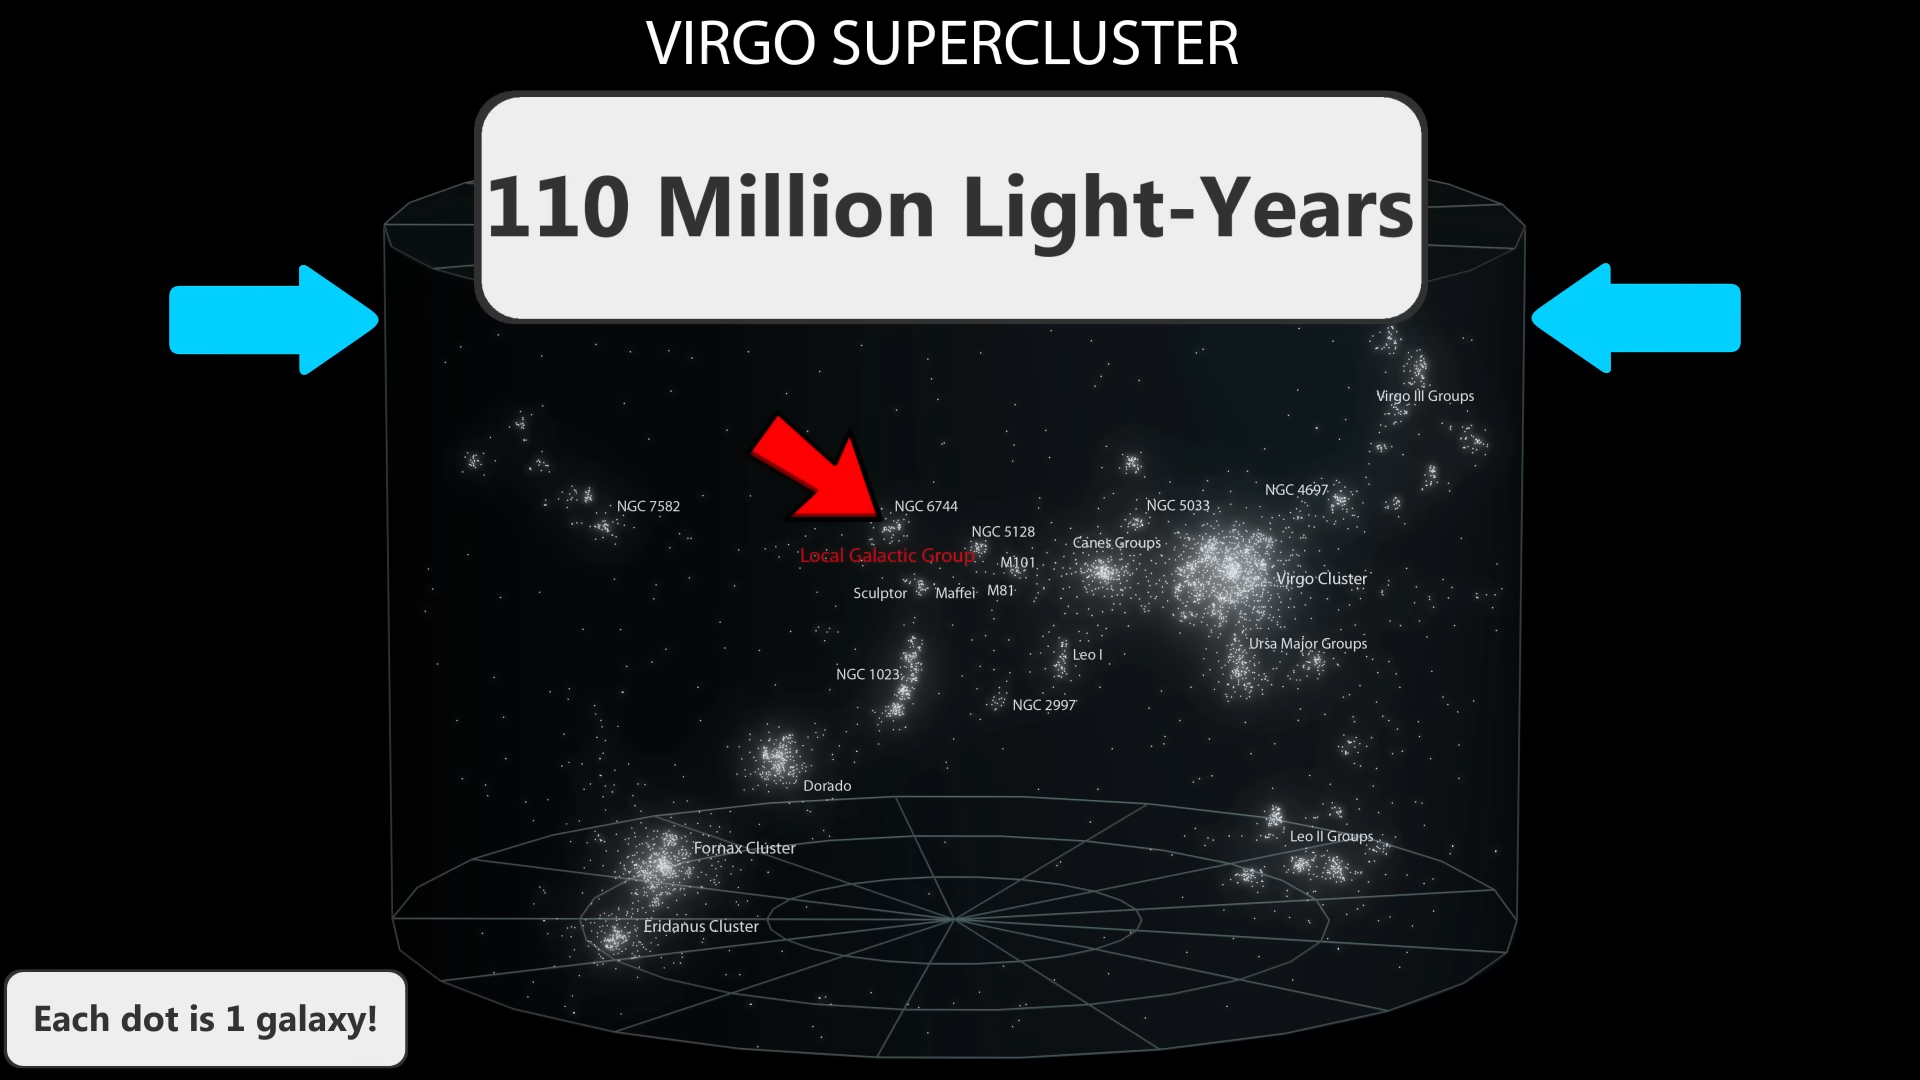 VIRGO SUPERCLUSTER
110 Million Light-Years
Virgo III Groups
NGC 4697
NGC 7582
NGC 6744
NGC 5033
NGC 5128
Canes Groups
Local Galactic Group
M101
Virgo Cluster
Sculptor
Maffei
M81
Ursa Major Groups
Leo I
NGC 1023
NGC 2997
Dorado
Leo II Groups
Fornax Cluster
Eridanus Cluster
Each dot is 1 galaxy!